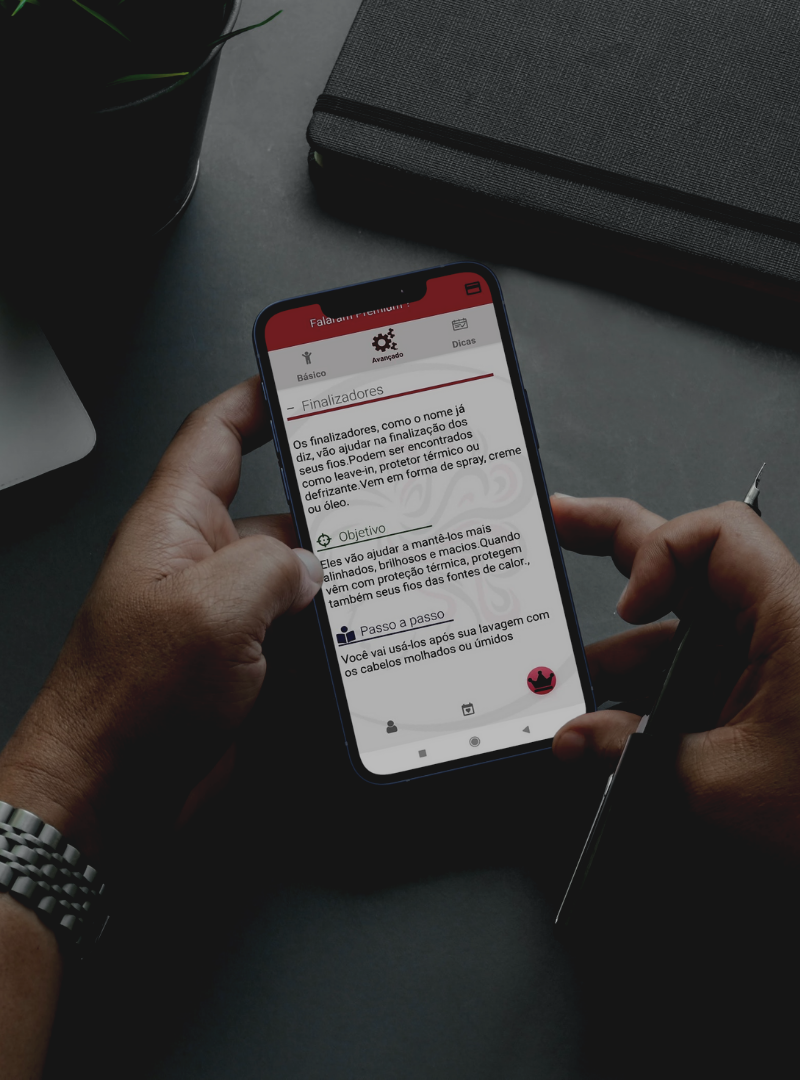 Falaram Premium ?
Básico
Avançado
Dicas
– Finalizadores
Os finalizadores, como o nome já
diz, vão ajudar na finalização dos
seus fios.Podem ser encontrados
como leave-in, protetor térmico ou
defrizante.Vem em forma de spray, creme
ou óleo.
Objetivo
Eles vão ajudar a mantê-los mais
alinhados, brilhosos e macios.Quando
vêm com proteção térmica, protegem
também seus fios das fontes de calor.,
Passo a passo
Você vai usá-los após sua lavagem com
os cabelos molhados ou úmidos